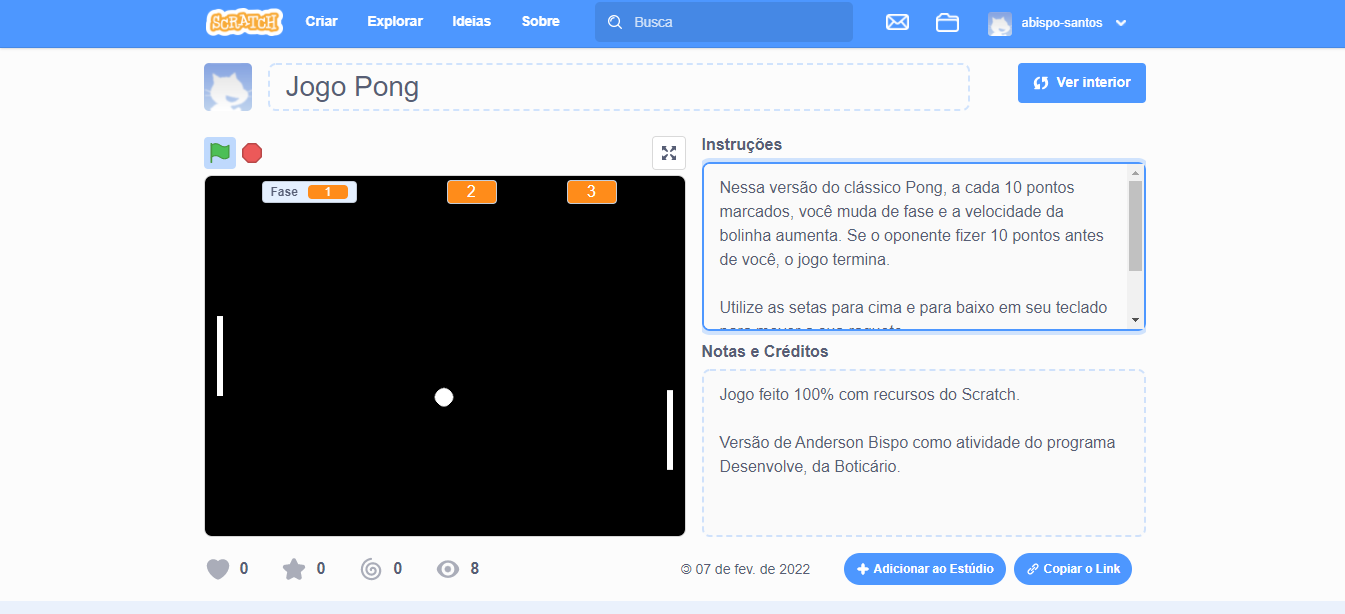 SCRATCH Criar Explorar Ideias Sobre Busca abispo-santos
Jogo Pong
Ver interior
Instruções
Fase 1 2 3
Nessa versão do clássico Pong, a cada 10 pontos
marcados, você muda de fase e a velocidade da
bolinha aumenta. Se o oponente fizer 10 pontos antes
de você, o jogo termina.
Utilize as setas para cima e para baixo em seu teclado
Notas e Créditos
Jogo feito 100% com recursos do Scratch.
Versão de Anderson Bispo como atividade do programa
Desenvolve, da Boticário.
0 0 0 8
07 de fev. de 2022
Adicionar ao Estúdio
Copiar o Link